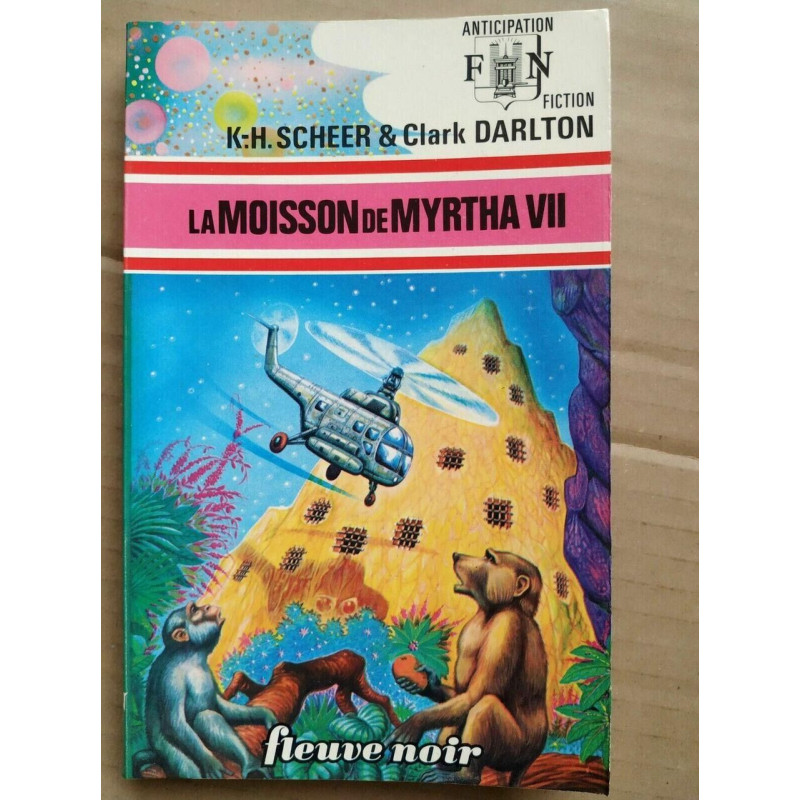 ANTICIPATION
F N
FICTION
K.-H. SCHEER & Clark DARLTON
LA MOISSON DE MYRTHA VII
fleuve noir